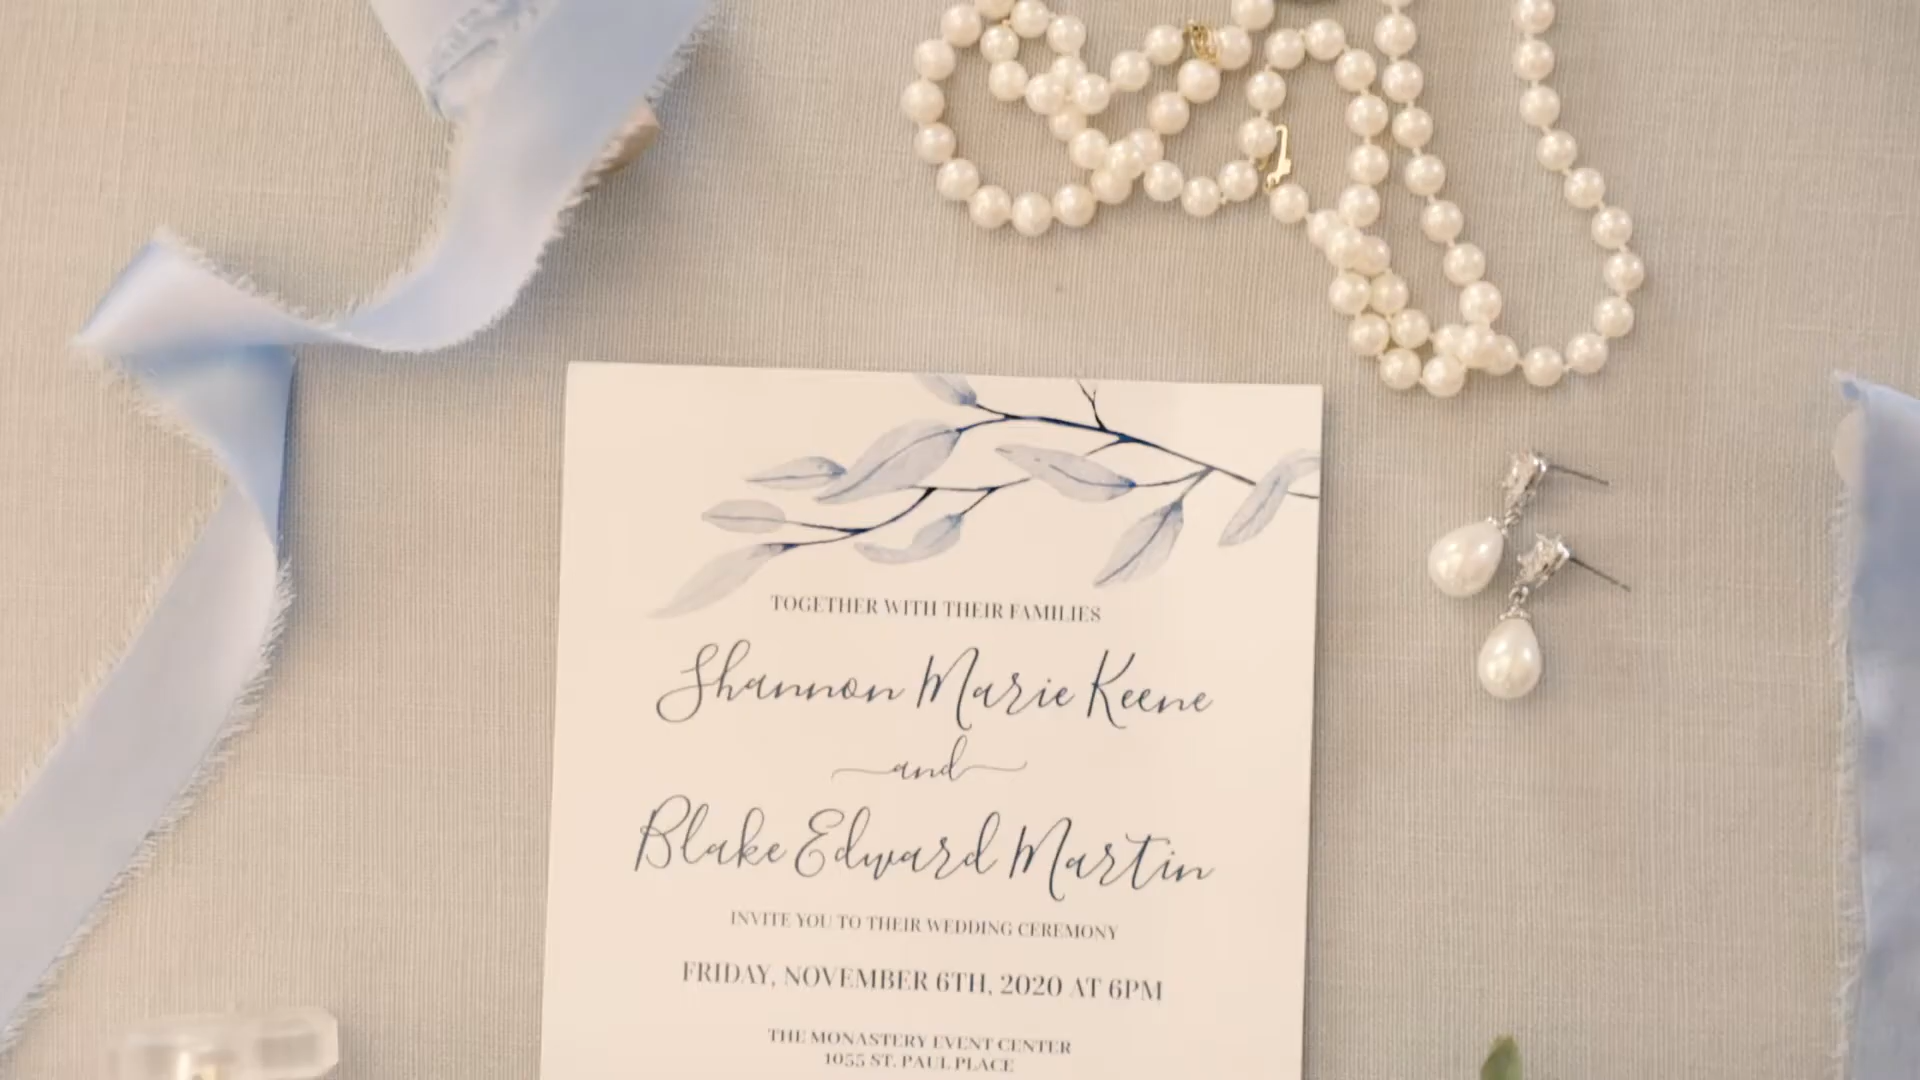 TOGETHER WITH THEIR FAMILIES
Shannon Marie Keene
and
Blake Edward Martin
INVITE YOU TO THEIR WEDDING CEREMONY
FRIDAY, NOVEMBER 6TH, 2020 AT 6PM
THE MONASTERY EVENT CENTER
1055 ST. PAUL PLACE